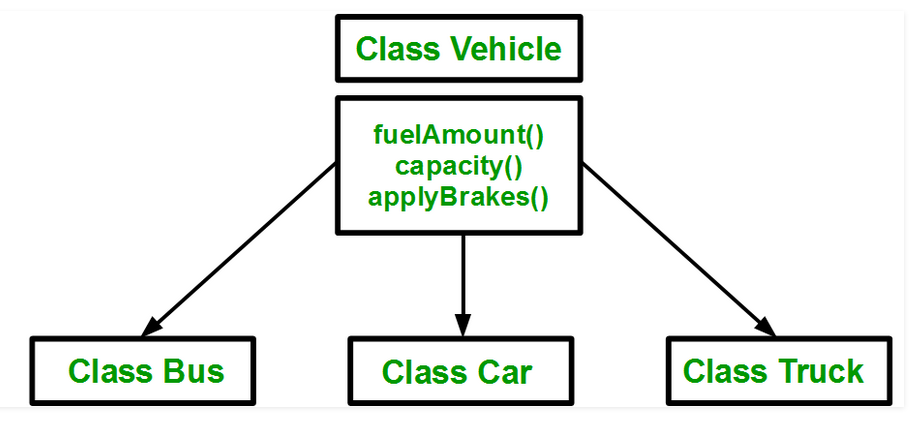 Class Vehicle
fuelAmount()
capacity()
applyBrakes()
Class Bus
Class Car
Class Truck